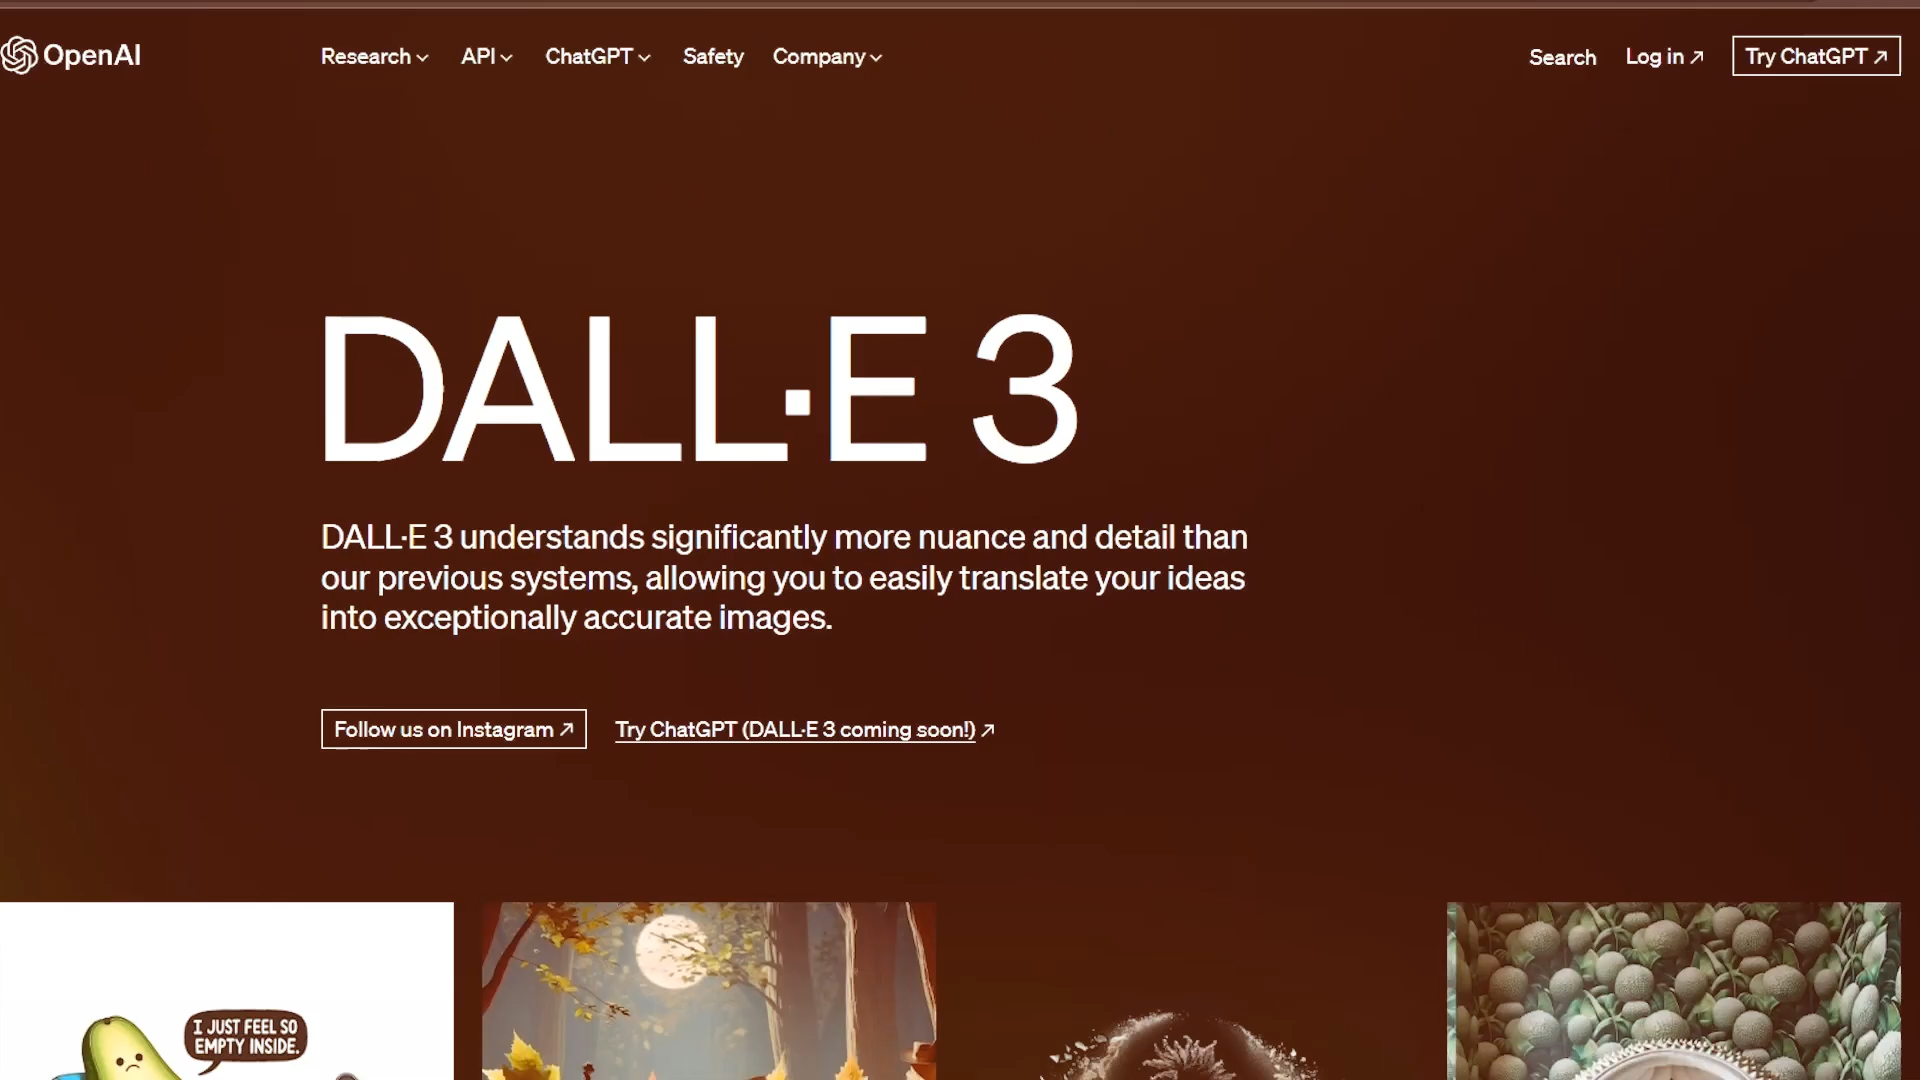 OpenAI
Research
API
ChatGPT
Safety
Company
Search
Log in ↗
Try ChatGPT ↗
DALL·E 3
DALL·E 3 understands significantly more nuance and detail than
our previous systems, allowing you to easily translate your ideas
into exceptionally accurate images.
Follow us on Instagram ↗
Try ChatGPT (DALL·E 3 coming soon!) ↗
I JUST FEEL SO
EMPTY INSIDE.